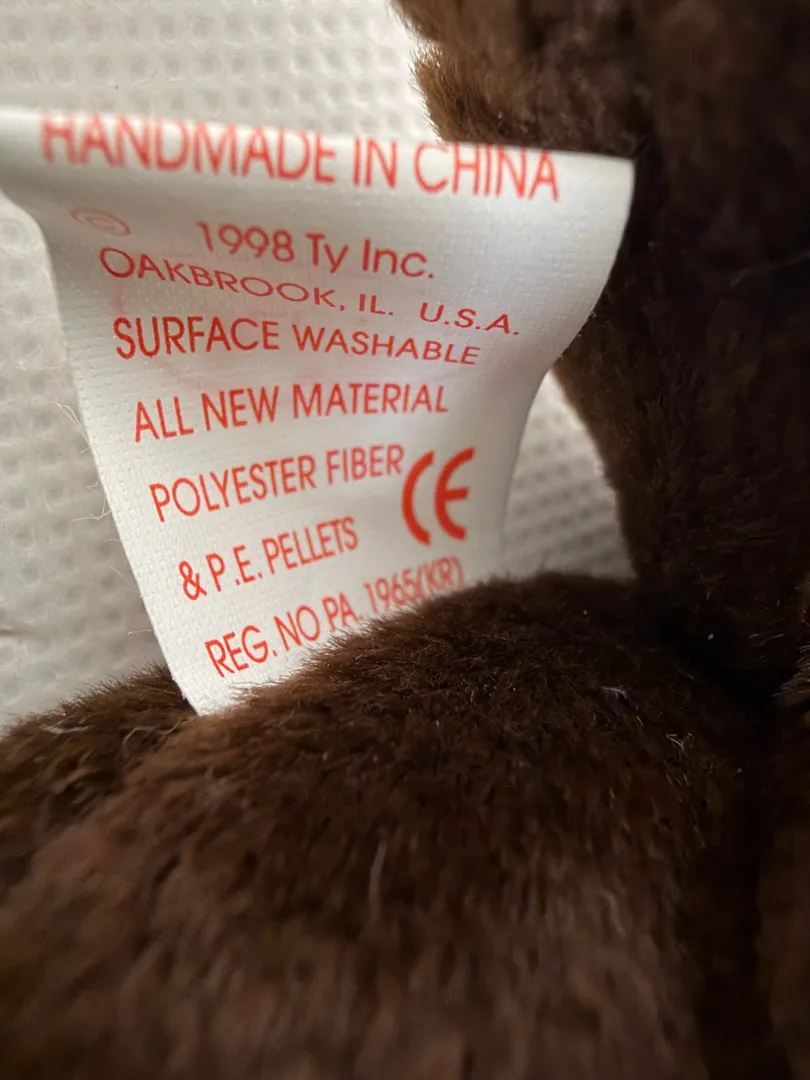 HANDMADE IN CHINA
© 1998 Ty Inc.
OAKBROOK, IL. U.S.A.
SURFACE WASHABLE
ALL NEW MATERIAL
POLYESTER FIBER
& P.E. PELLETS CE
REG. NO PA. 1965(KR)